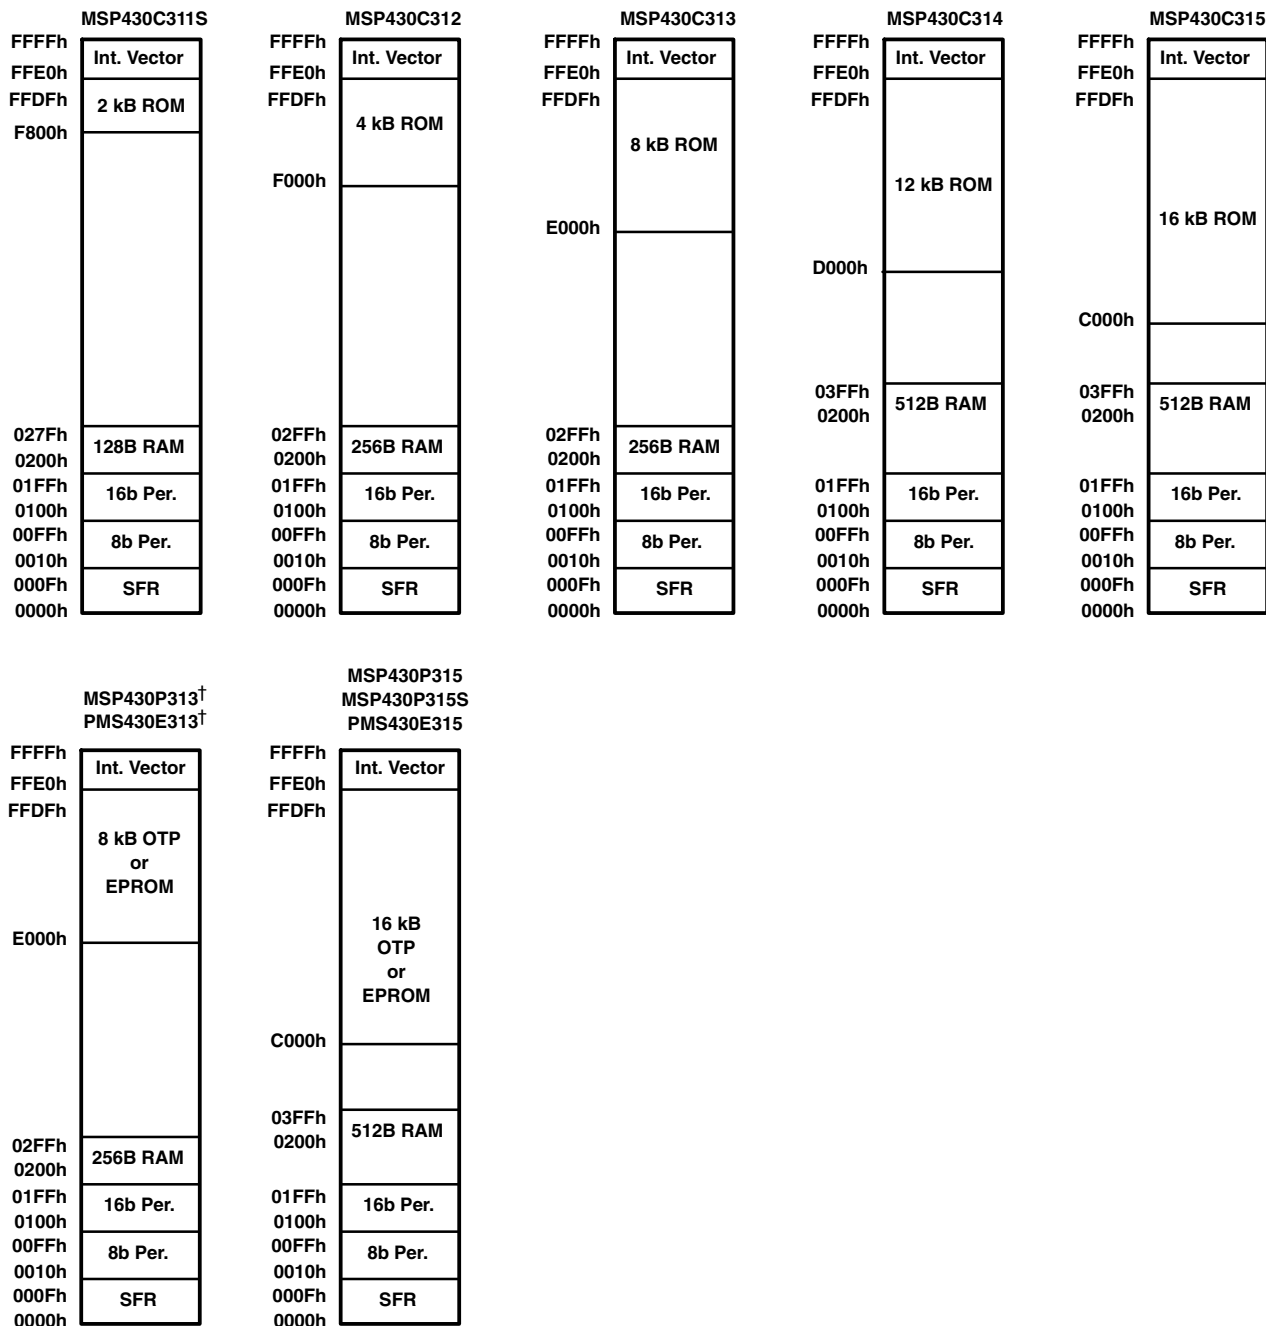 MSP430C311S
FFFFh
Int. Vector
FFE0h
FFDFh
2 kB ROM
F800h
027Fh
128B RAM
0200h
01FFh
16b Per.
0100h
00FFh
8b Per.
0010h
000Fh
SFR
0000h
MSP430C312
FFFFh
Int. Vector
FFE0h
FFDFh
4 kB ROM
F000h
02FFh
256B RAM
0200h
01FFh
16b Per.
0100h
00FFh
8b Per.
0010h
000Fh
SFR
0000h
MSP430C313
FFFFh
Int. Vector
FFE0h
FFDFh
8 kB ROM
E000h
02FFh
256B RAM
0200h
01FFh
16b Per.
0100h
00FFh
8b Per.
0010h
000Fh
SFR
0000h
MSP430C314
FFFFh
Int. Vector
FFE0h
FFDFh
12 kB ROM
D000h
03FFh
512B RAM
0200h
01FFh
16b Per.
0100h
00FFh
8b Per.
0010h
000Fh
SFR
0000h
MSP430C315
FFFFh
Int. Vector
FFE0h
FFDFh
16 kB ROM
C000h
03FFh
512B RAM
0200h
01FFh
16b Per.
0100h
00FFh
8b Per.
0010h
000Fh
SFR
0000h
MSP430P313†
PMS430E313†
FFFFh
Int. Vector
FFE0h
FFDFh
8 kB OTP
or
EPROM
E000h
02FFh
256B RAM
0200h
01FFh
16b Per.
0100h
00FFh
8b Per.
0010h
000Fh
SFR
0000h
MSP430P315
MSP430P315S
PMS430E315
FFFFh
Int. Vector
FFE0h
FFDFh
16 kB
OTP
or
EPROM
C000h
03FFh
512B RAM
0200h
01FFh
16b Per.
0100h
00FFh
8b Per.
0010h
000Fh
SFR
0000h